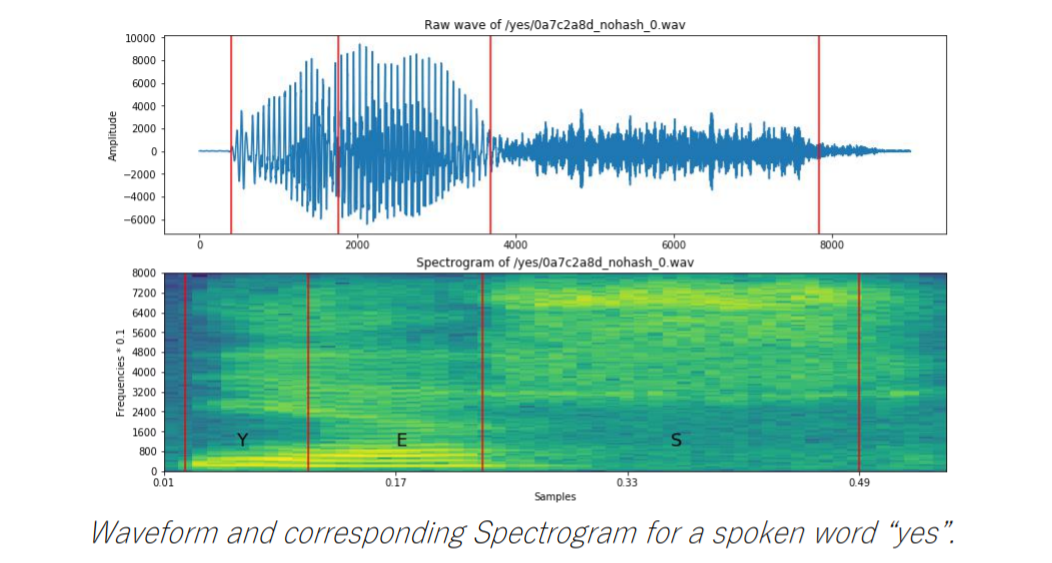 Raw wave of /yes/0a7c2a8d_nohash_0.wav
10000
8000
6000
4000
2000
0
−2000
−4000
−6000
Amplitude
0 2000 4000 6000 8000
Spectrogram of /yes/0a7c2a8d_nohash_0.wav
8000
7200
6400
5600
4800
4000
3200
2400
1600
800
0
Frequencies * 0.1
Y E S
0.01 0.17 0.33 0.49
Samples
Waveform and corresponding Spectrogram for a spoken word “yes”.